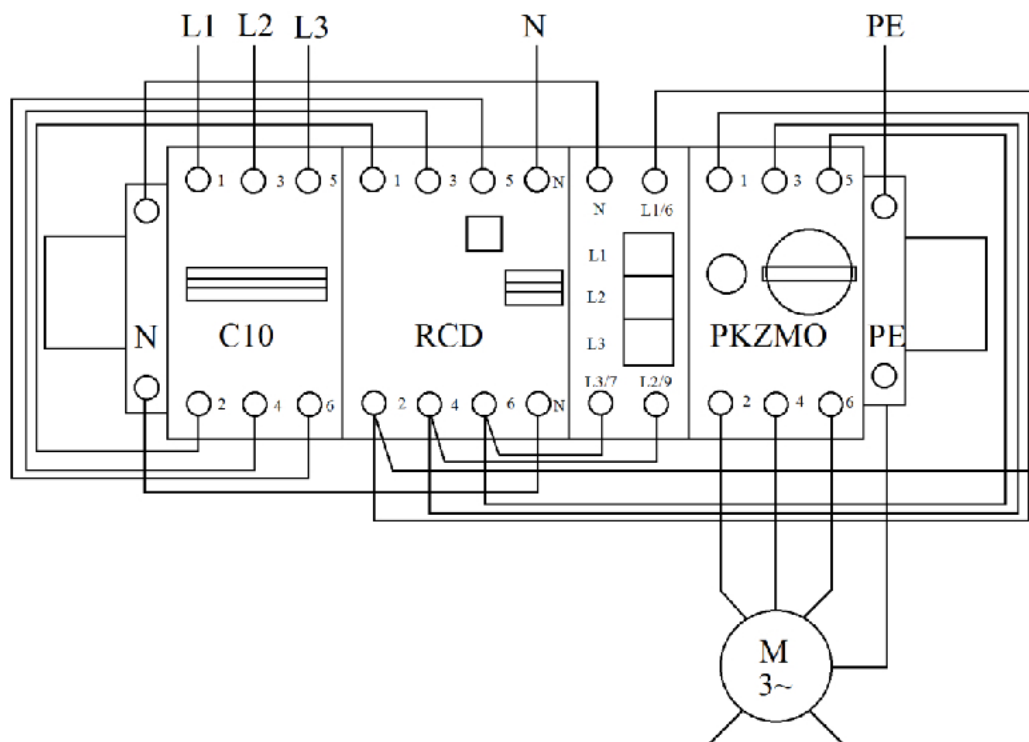 L1 L2 L3 N PE
1 3 5 1 3 5 N N L1/6 1 3 5
L1
L2
L3
N C10 RCD PKZMO PE
L3/7 L2/9
2 4 6 2 4 6 N 2 4 6
M
3~